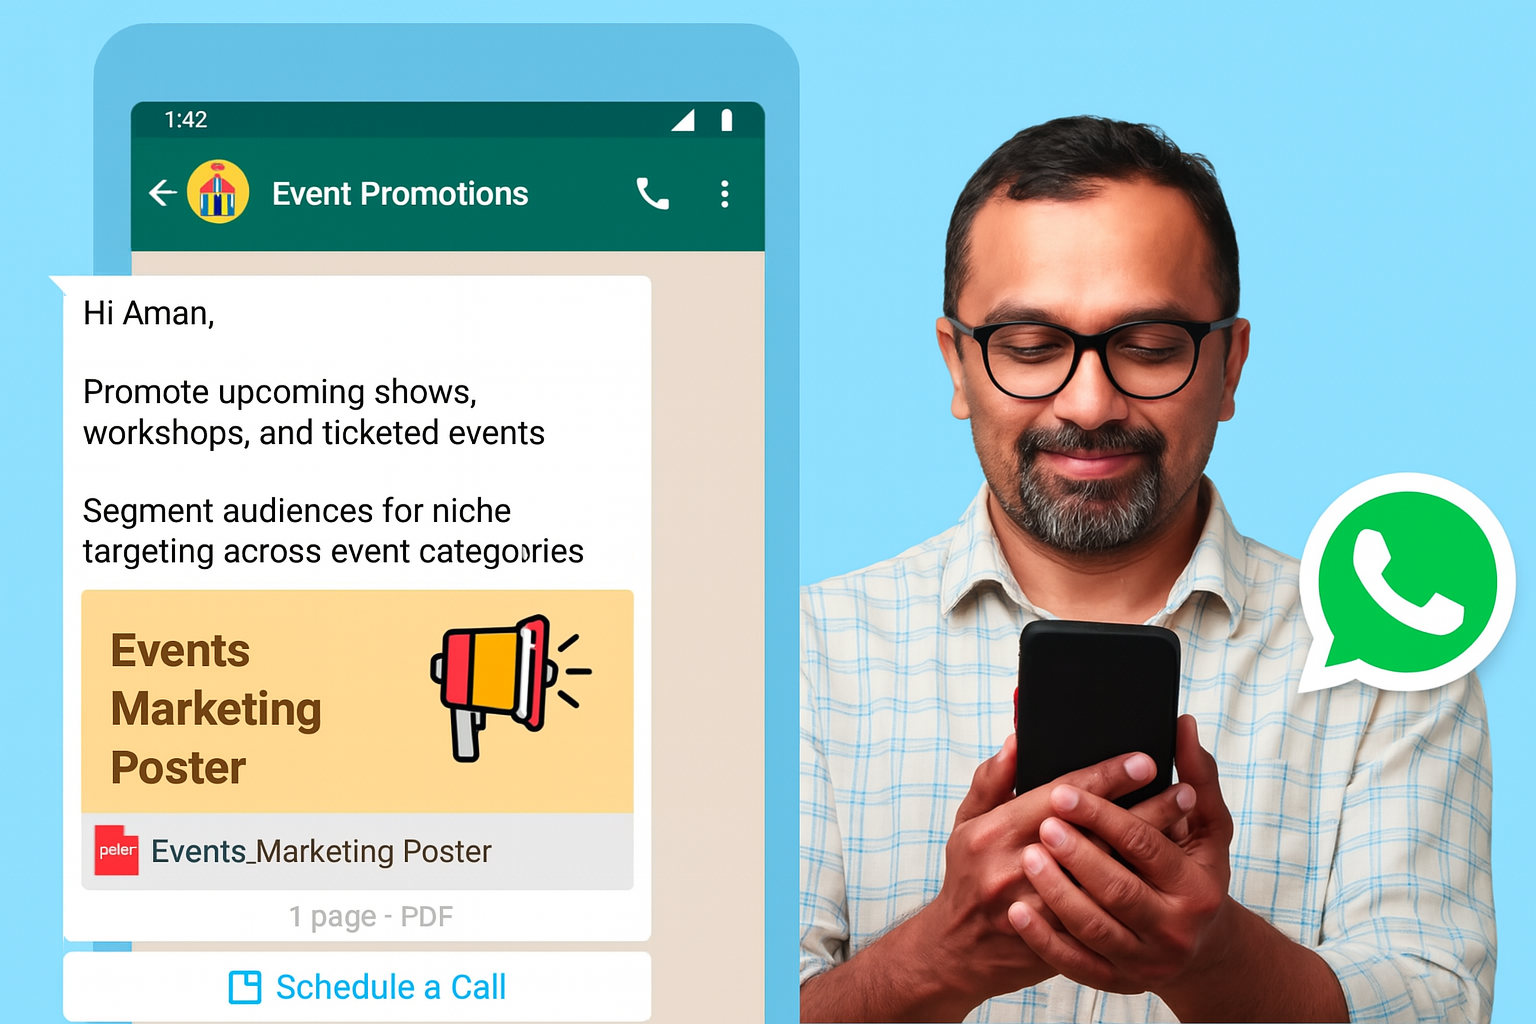 1:42
Event Promotions
Hi Aman,
Promote upcoming shows,
workshops, and ticketed events
Segment audiences for niche
targeting across event categories
Events
Marketing
Poster
peler
Events_Marketing Poster
1 page - PDF
Schedule a Call